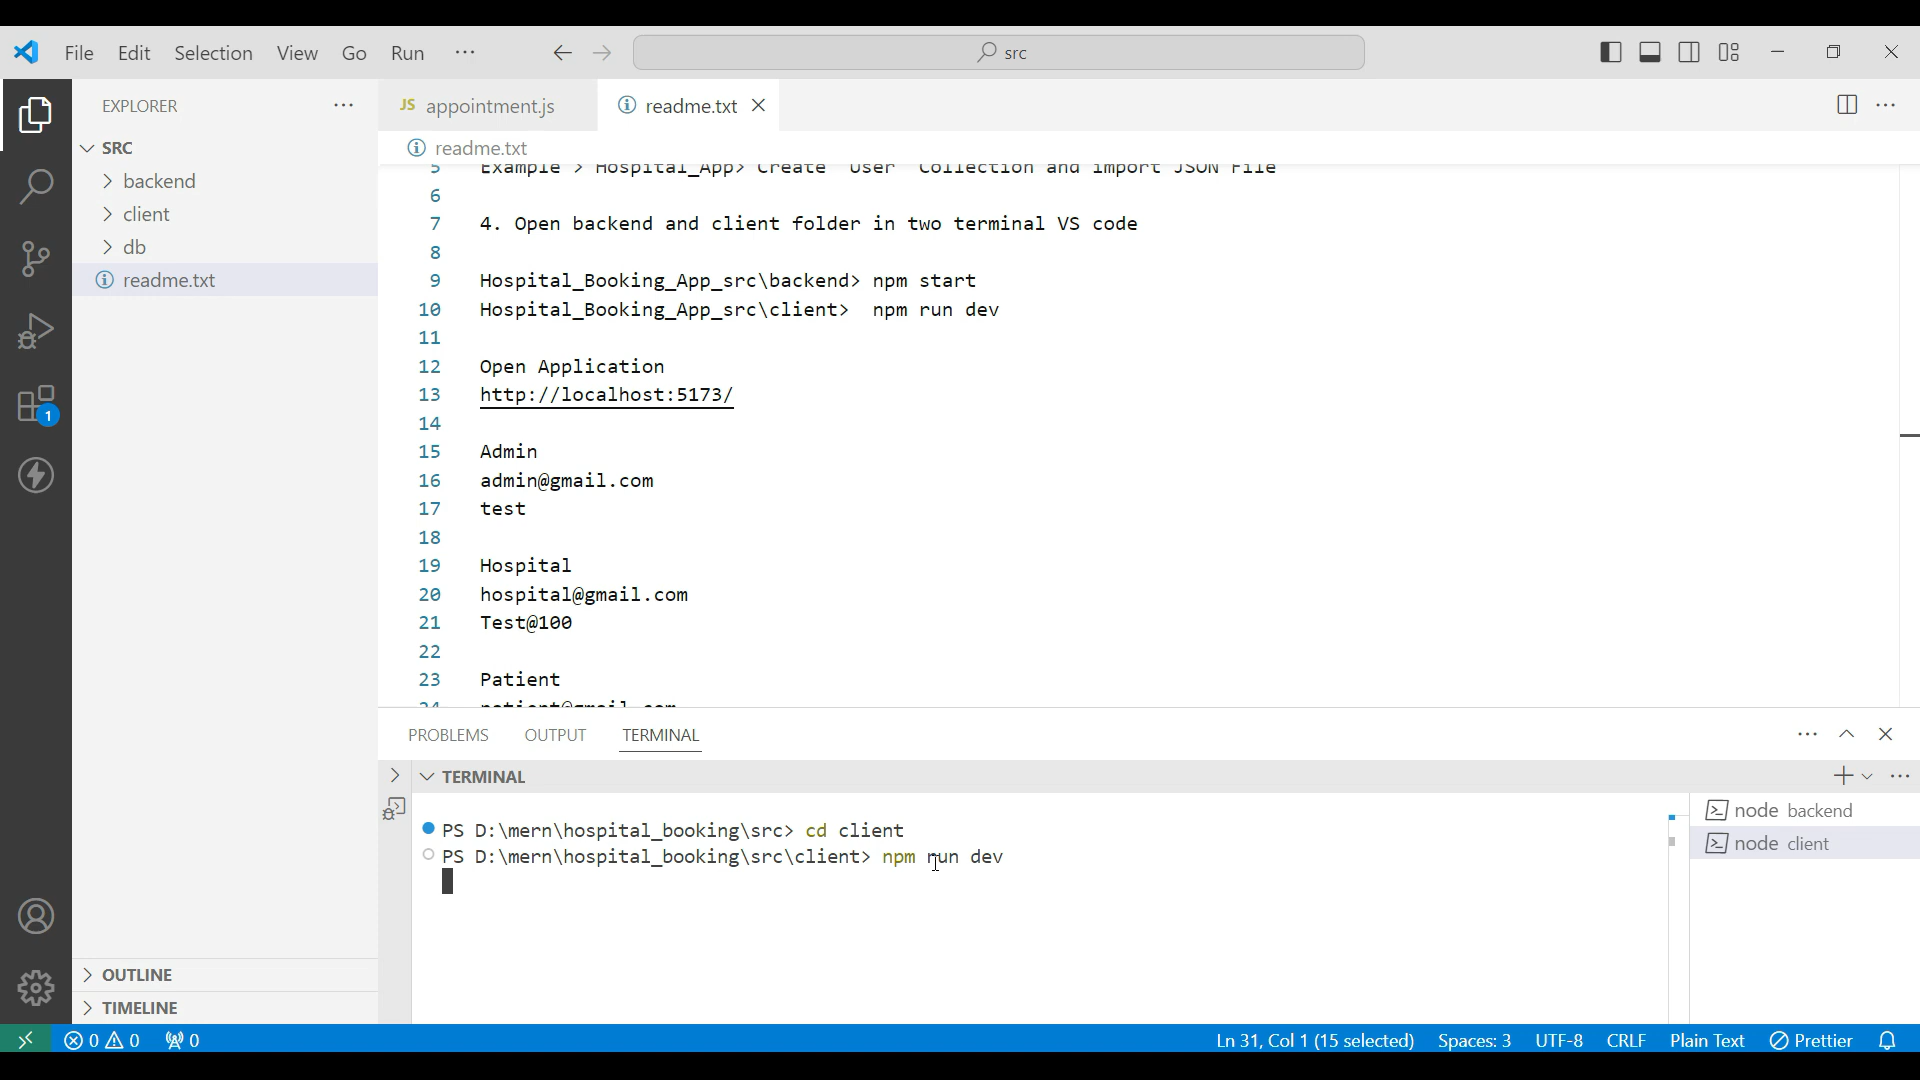 File Edit Selection View Go Run ···
src
EXPLORER
SRC
backend
client
db
readme.txt
OUTLINE
TIMELINE
JS appointment.js
readme.txt
readme.txt
5 Example > Hospital_App> Create User Collection and import JSON File
6
7 4. Open backend and client folder in two terminal VS code
8
9 Hospital_Booking_App_src\backend> npm start
10 Hospital_Booking_App_src\client> npm run dev
11
12 Open Application
13 http://localhost:5173/
14
15 Admin
16 admin@gmail.com
17 test
18
19 Hospital
20 hospital@gmail.com
21 Test@100
22
23 Patient
24 patient@gmail.com
PROBLEMS OUTPUT TERMINAL
TERMINAL
PS D:\mern\hospital_booking\src> cd client
PS D:\mern\hospital_booking\src\client> npm run dev
node backend
node client
1
0 0 0
Ln 31, Col 1 (15 selected) Spaces: 3 UTF-8 CRLF Plain Text Prettier